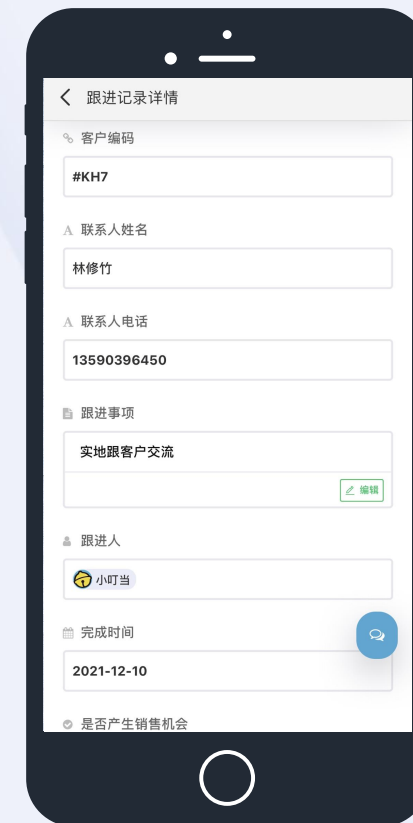 跟进记录详情
客户编码
#KH7
A 联系人姓名
林修竹
A 联系人电话
13590396450
跟进事项
实地跟客户交流
编辑
跟进人
小叮当
完成时间
2021-12-10
是否产生销售机会